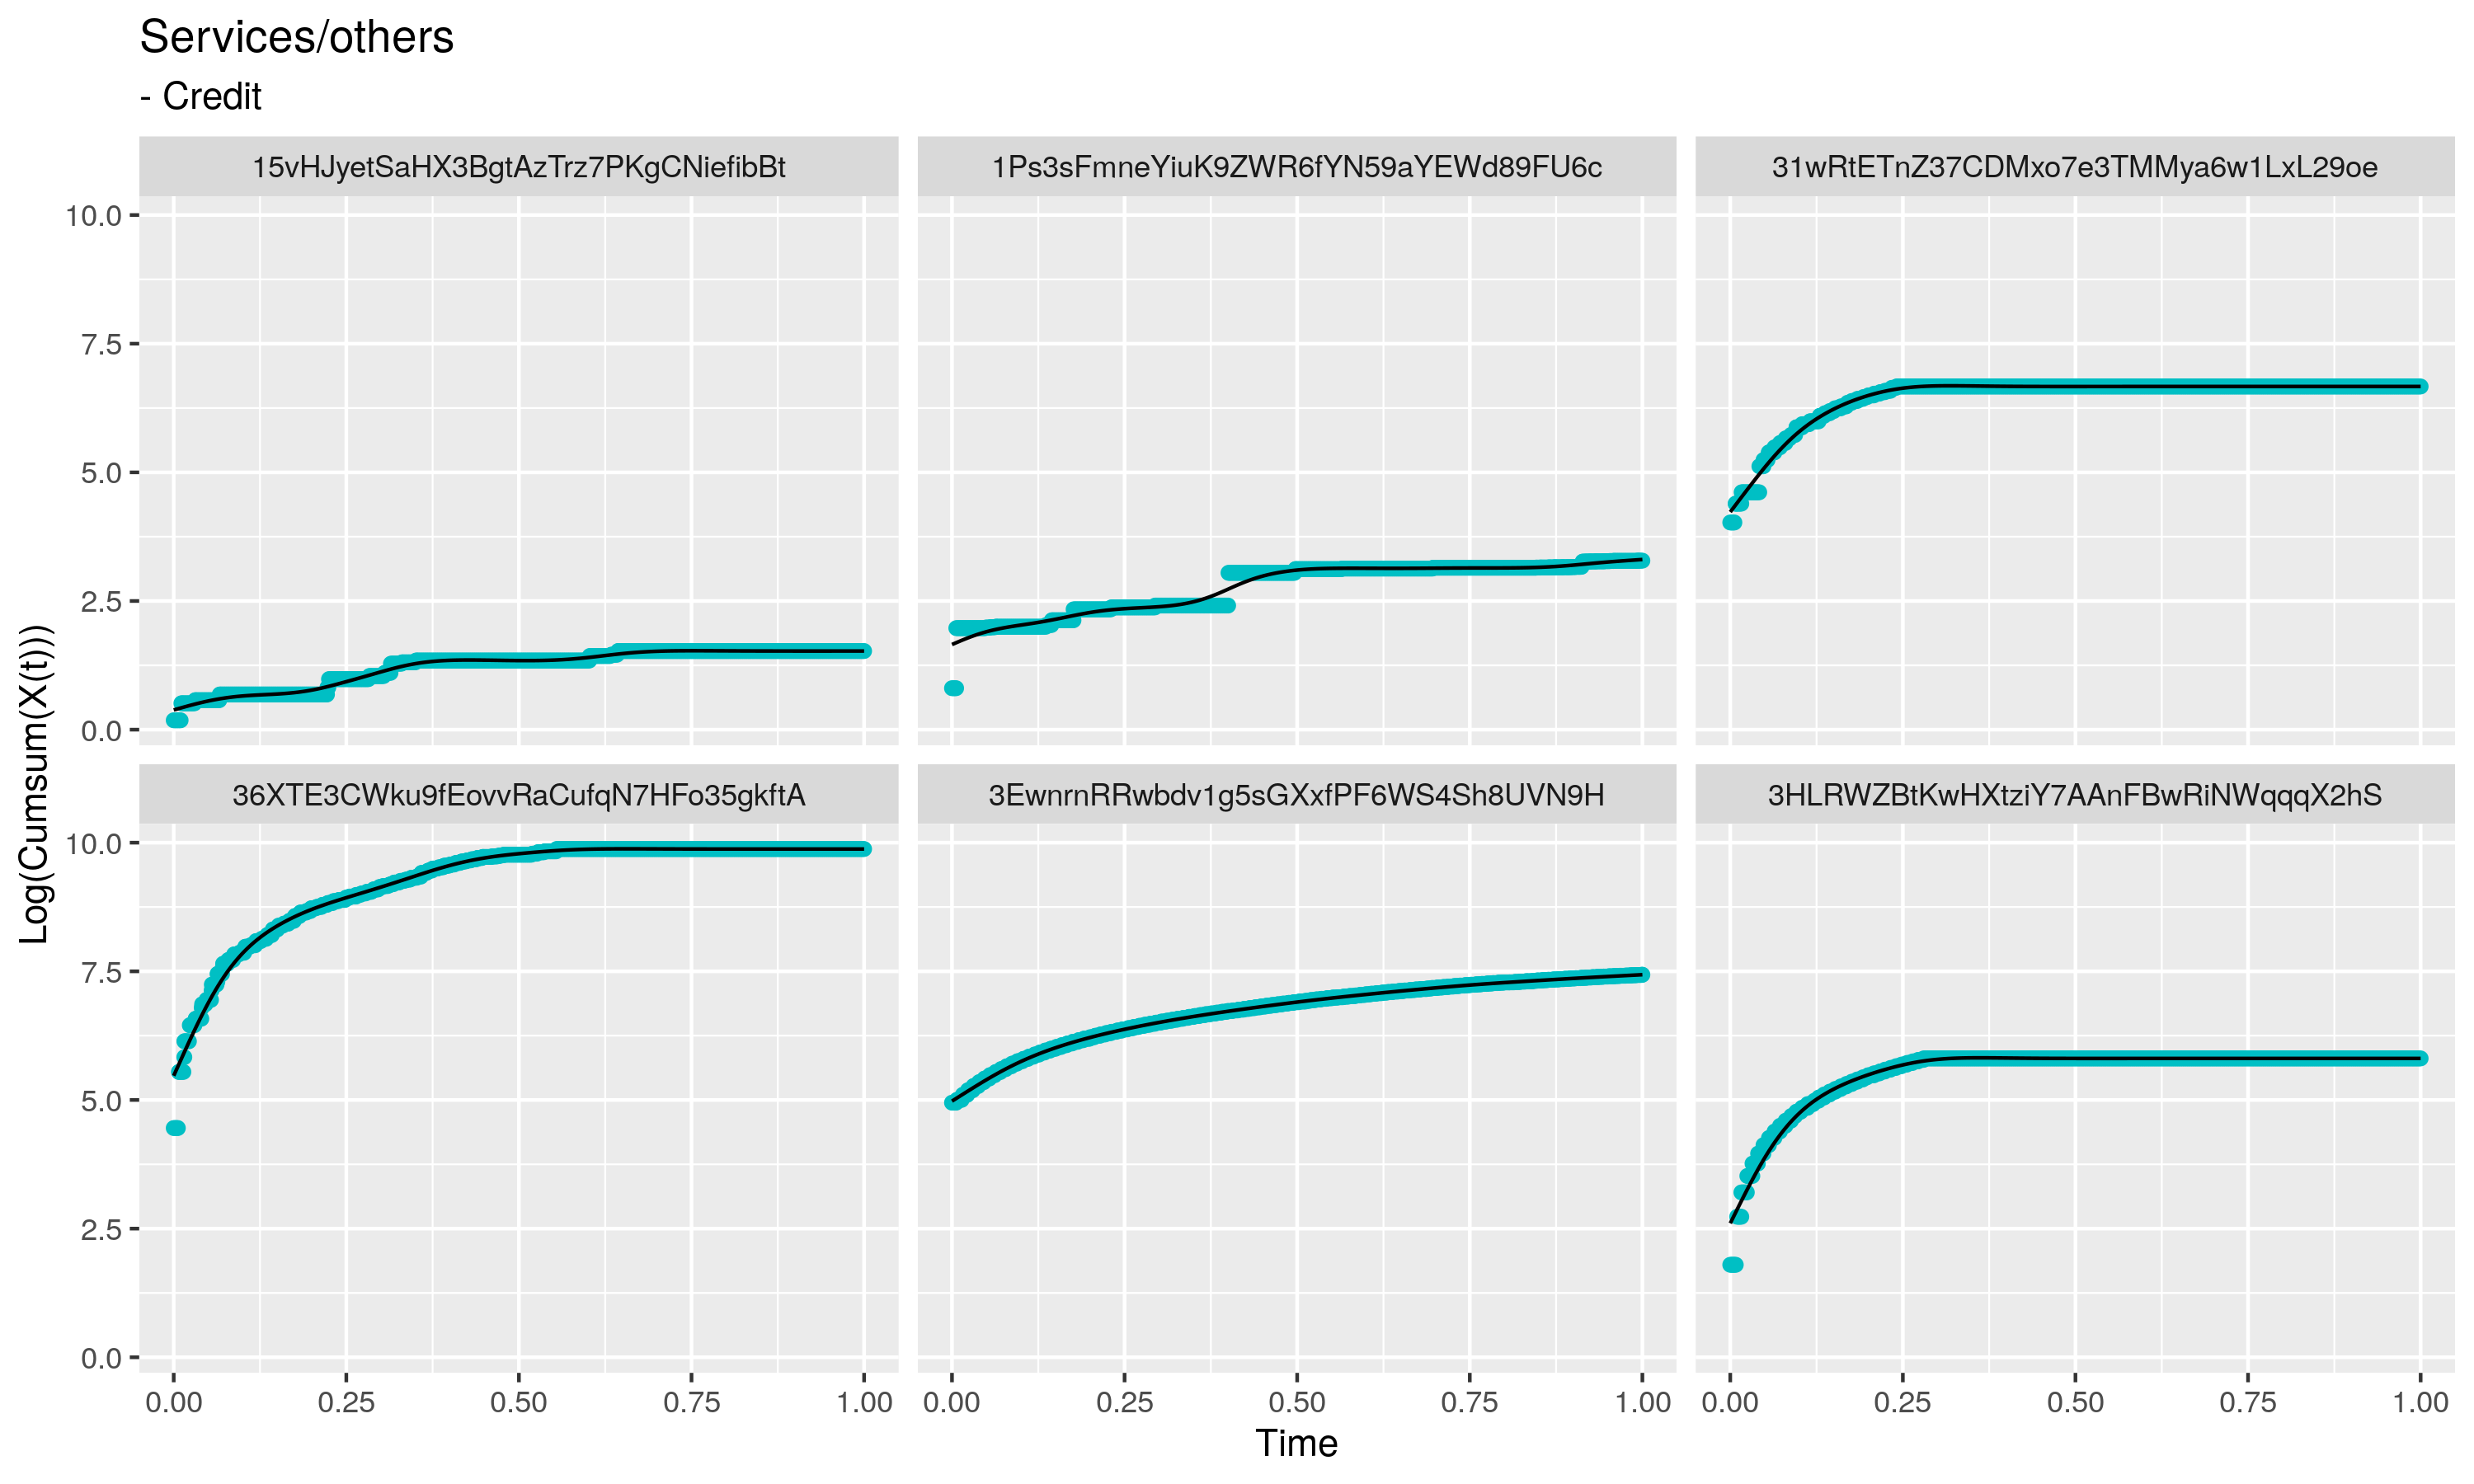 Services/others
- Credit
15vHJyetSaHX3BgtAzTrz7PKgCNiefibBt
1Ps3sFmneYiuK9ZWR6fYN59aYEWd89FU6c
31wRtETnZ37CDMxo7e3TMMya6w1LxL29oe
10.0
7.5
5.0
2.5
0.0
Log(Cumsum(X(t)))
36XTE3CWku9fEovvRaCufqN7HFo35gkftA
3EwnrnRRwbdv1g5sGXxfPF6WS4Sh8UVN9H
3HLRWZBtKwHXtziY7AAnFBwRiNWqqqX2hS
10.0
7.5
5.0
2.5
0.0
0.00 0.25 0.50 0.75 1.00
0.00 0.25 0.50 0.75 1.00
0.00 0.25 0.50 0.75 1.00
Time